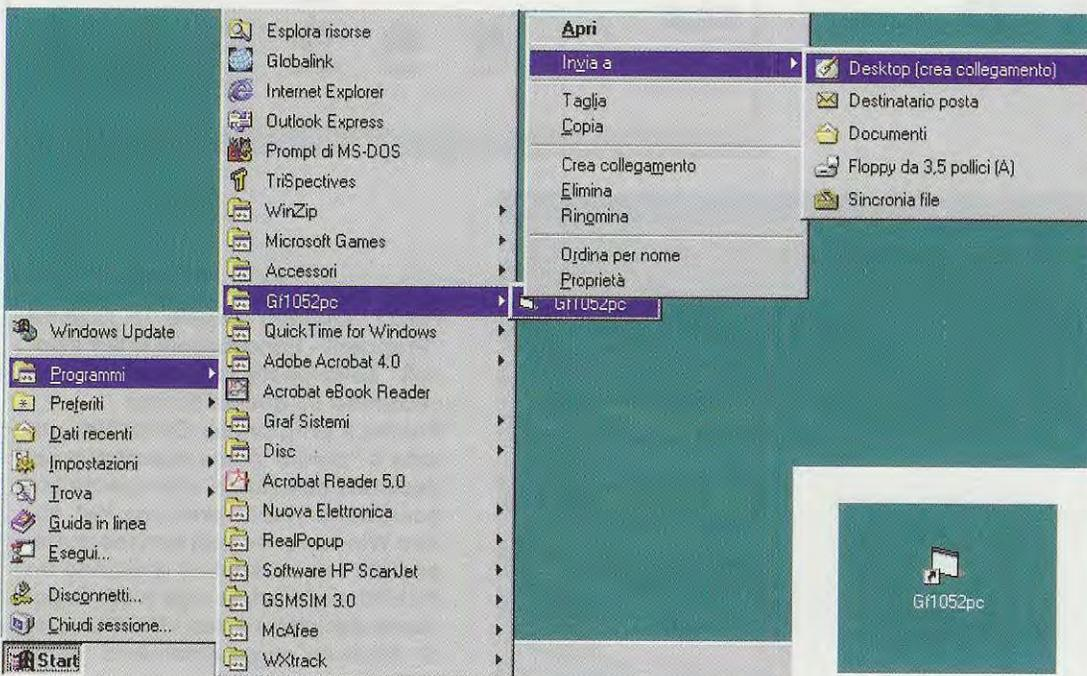 Windows Update
Programmi
Preferiti
Dati recenti
Impostazioni
Trova
Guida in linea
Esegui...
Disconnetti...
Chiudi sessione...
Start
Esplora risorse
Globalink
Internet Explorer
Outlook Express
Prompt di MS-DOS
TriSpectives
WinZip
Microsoft Games
Accessori
Gf1052pc
QuickTime for Windows
Adobe Acrobat 4.0
Acrobat eBook Reader
Graf Sistemi
Disc
Acrobat Reader 5.0
Nuova Elettronica
RealPopup
Software HP ScanJet
GSMSIM 3.0
McAfee
WXtrack
Gf1052pc
Apri
Invia a
Taglia
Copia
Crea collegamento
Elimina
Rinomina
Ordina per nome
Proprietà
Desktop (crea collegamento)
Destinatario posta
Documenti
Floppy da 3,5 pollici (A)
Sincronia file
Gf1052pc